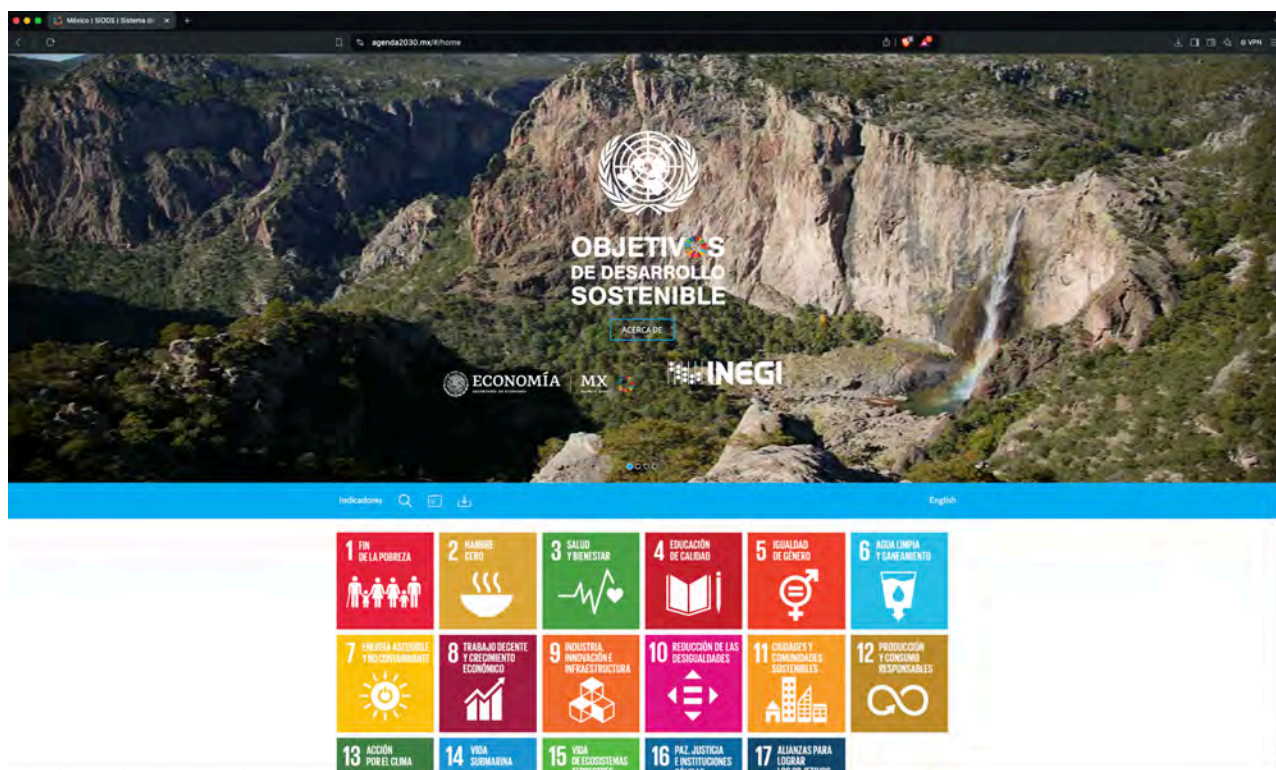 México | SIODS | Sistema de
agenda2030.mx/#/home
VPN
OBJETIVOS
DE DESARROLLO
SOSTENIBLE
ACERCA DE
ECONOMÍA
MX
INEGI
Indicadores
English
1 FIN
DE LA POBREZA
2 HAMBRE
CERO
3 SALUD
Y BIENESTAR
4 EDUCACIÓN
DE CALIDAD
5 IGUALDAD
DE GÉNERO
6 AGUA LIMPIA
Y SANEAMIENTO
7 ENERGÍA ASEQUIBLE
Y NO CONTAMINANTE
8 TRABAJO DECENTE
Y CRECIMIENTO
ECONÓMICO
9 INDUSTRIA,
INNOVACIÓN E
INFRAESTRUCTURA
10 REDUCCIÓN DE LAS
DESIGUALDADES
11 CIUDADES Y
COMUNIDADES
SOSTENIBLES
12 PRODUCCIÓN
Y CONSUMO
RESPONSABLES
13 ACCIÓN
POR EL CLIMA
14 VIDA
SUBMARINA
15 VIDA
DE ECOSISTEMAS
16 PAZ, JUSTICIA
E INSTITUCIONES
17 ALIANZAS PARA
LOGRAR